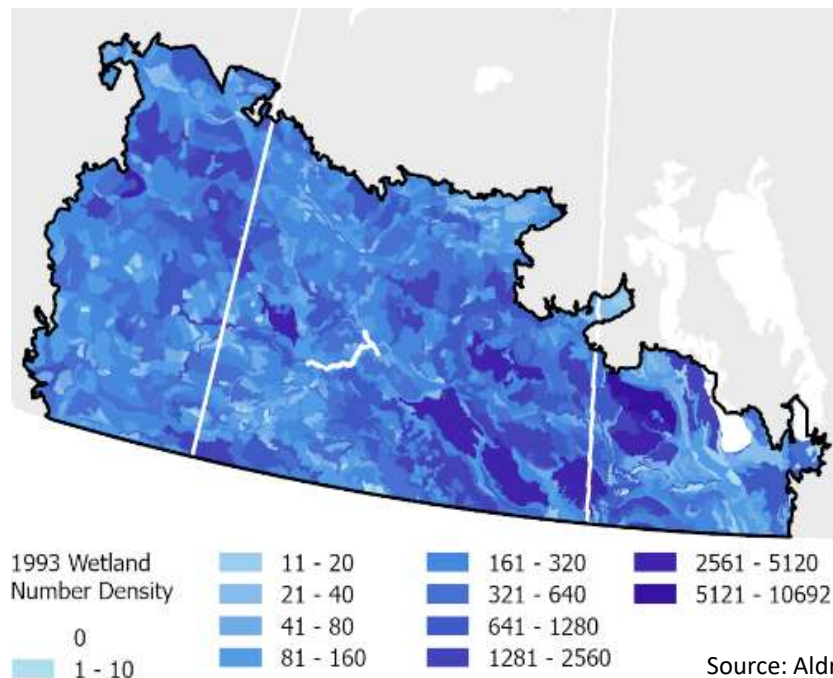 1993 Wetland
Number Density
0
1 - 10
11 - 20
21 - 40
41 - 80
81 - 160
161 - 320
321 - 640
641 - 1280
1281 - 2560
2561 - 5120
5121 - 10692
Source: Aldr